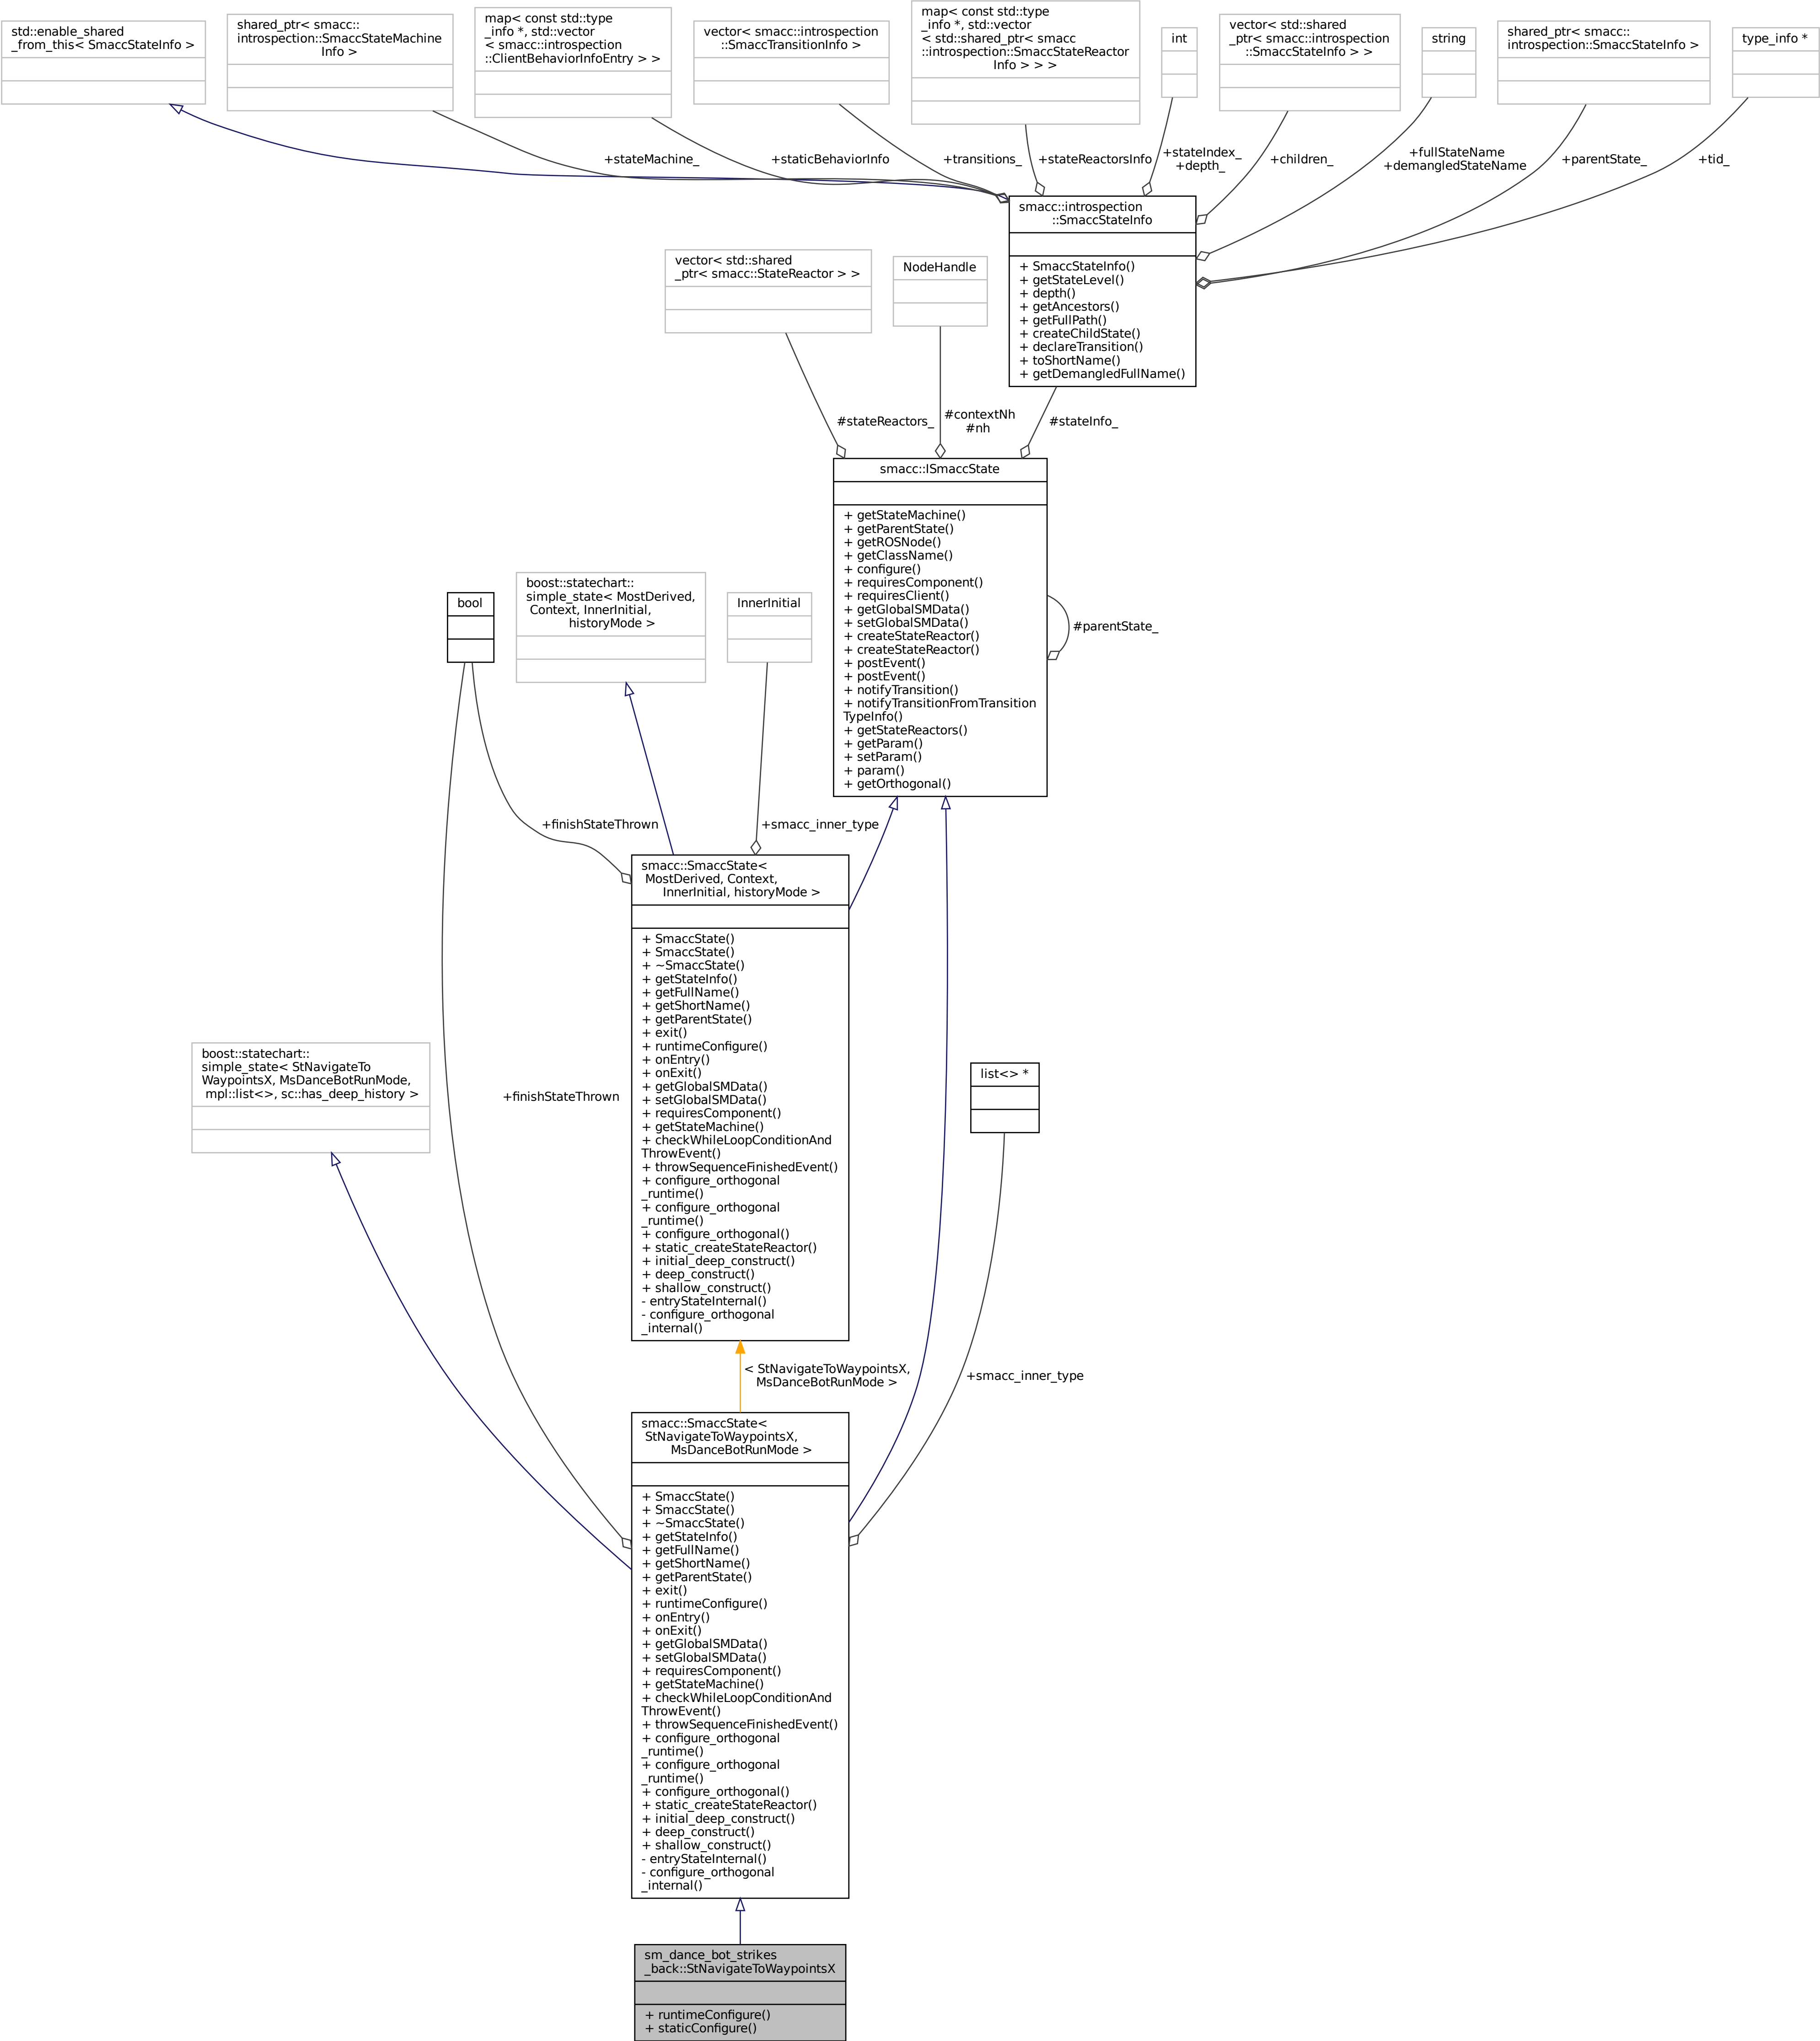 std::enable_shared
_from_this< SmaccStateInfo >
shared_ptr< smacc::
introspection::SmaccStateMachine
Info >
map< const std::type
_info *, std::vector
< smacc::introspection
::ClientBehaviorInfoEntry > >
vector< smacc::introspection
::SmaccTransitionInfo >
map< const std::type
_info *, std::vector
< std::shared_ptr< smacc
::introspection::SmaccStateReactor
Info > > >
int
vector< std::shared
_ptr< smacc::introspection
::SmaccStateInfo > >
string
shared_ptr< smacc::
introspection::SmaccStateInfo >
type_info *
+stateMachine_
+staticBehaviorInfo
+transitions_
+stateReactorsInfo
+stateIndex_
+depth_
+children_
+fullStateName
+demangledStateName
+parentState_
+tid_
smacc::introspection
::SmaccStateInfo
+ SmaccStateInfo()
+ getStateLevel()
+ depth()
+ getAncestors()
+ getFullPath()
+ createChildState()
+ declareTransition()
+ toShortName()
+ getDemangledFullName()
vector< std::shared
_ptr< smacc::StateReactor > >
NodeHandle
#stateReactors_
#contextNh
#nh
#stateInfo_
smacc::ISmaccState
+ getStateMachine()
+ getParentState()
+ getROSNode()
+ getClassName()
+ configure()
+ requiresComponent()
+ requiresClient()
+ getGlobalSMData()
+ setGlobalSMData()
+ createStateReactor()
+ createStateReactor()
+ postEvent()
+ postEvent()
+ notifyTransition()
+ notifyTransitionFromTransition
TypeInfo()
+ getStateReactors()
+ getParam()
+ setParam()
+ param()
+ getOrthogonal()
#parentState_
bool
boost::statechart::
simple_state< MostDerived,
Context, InnerInitial,
historyMode >
InnerInitial
+finishStateThrown
+smacc_inner_type
smacc::SmaccState<
MostDerived, Context,
InnerInitial, historyMode >
+ SmaccState()
+ SmaccState()
+ ~SmaccState()
+ getStateInfo()
+ getFullName()
+ getShortName()
+ getParentState()
+ exit()
+ runtimeConfigure()
+ onEntry()
+ onExit()
+ getGlobalSMData()
+ setGlobalSMData()
+ requiresComponent()
+ getStateMachine()
+ checkWhileLoopConditionAnd
ThrowEvent()
+ throwSequenceFinishedEvent()
+ configure_orthogonal
_runtime()
+ configure_orthogonal
_runtime()
+ configure_orthogonal()
+ static_createStateReactor()
+ initial_deep_construct()
+ deep_construct()
+ shallow_construct()
- entryStateInternal()
- configure_orthogonal
_internal()
boost::statechart::
simple_state< StNavigateTo
WaypointsX, MsDanceBotRunMode,
mpl::list<>, sc::has_deep_history >
+finishStateThrown
list<> *
< StNavigateToWaypointsX,
MsDanceBotRunMode >
+smacc_inner_type
smacc::SmaccState<
StNavigateToWaypointsX,
MsDanceBotRunMode >
+ SmaccState()
+ SmaccState()
+ ~SmaccState()
+ getStateInfo()
+ getFullName()
+ getShortName()
+ getParentState()
+ exit()
+ runtimeConfigure()
+ onEntry()
+ onExit()
+ getGlobalSMData()
+ setGlobalSMData()
+ requiresComponent()
+ getStateMachine()
+ checkWhileLoopConditionAnd
ThrowEvent()
+ throwSequenceFinishedEvent()
+ configure_orthogonal
_runtime()
+ configure_orthogonal
_runtime()
+ configure_orthogonal()
+ static_createStateReactor()
+ initial_deep_construct()
+ deep_construct()
+ shallow_construct()
- entryStateInternal()
- configure_orthogonal
_internal()
sm_dance_bot_strikes
_back::StNavigateToWaypointsX
+ runtimeConfigure()
+ staticConfigure()